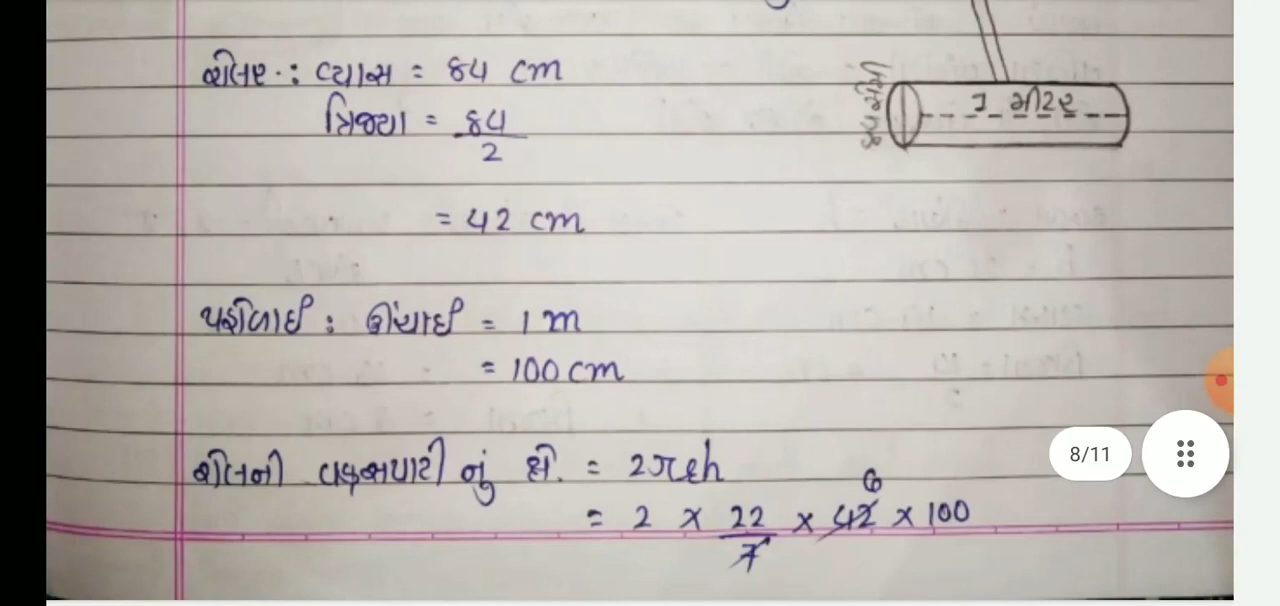 રોલર : વ્યાસ = 84 cm
ત્રિજ્યા = 84/2
= 42 cm
84 સેમી
1 મીટર
પહોળાઈ : ઊંચાઈ = 1 m
= 100 cm
રોલરની વક્રસપાટી નું ક્ષે. = 2πrh
6
= 2 × 22/7 × 42 × 100
8/11